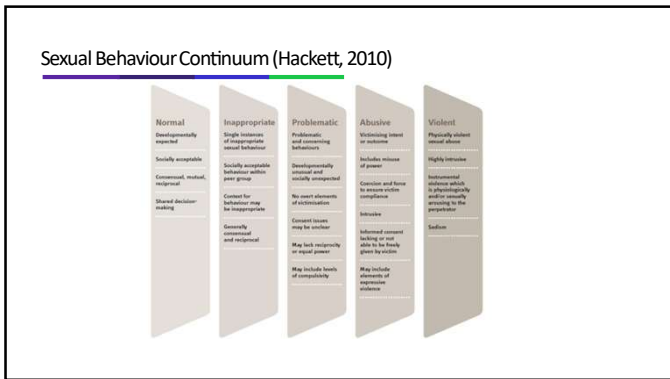 Sexual Behaviour Continuum (Hackett, 2010)
Normal
Developmentally
expected
Socially acceptable
Consensual, mutual,
reciprocal
Shared decision-
making
Inappropriate
Single instances
of inappropriate
sexual behaviour
Socially acceptable
behaviour within
peer group
Context for
behaviour may
be inappropriate
Generally
consensual
and reciprocal
Problematic
Problematic
and concerning
behaviours
Developmentally
unusual and
socially unexpected
No overt elements
of victimisation
Consent issues
may be unclear
May lack reciprocity
or equal power
May include levels
of compulsivity
Abusive
Victimising intent
or outcome
Includes misuse
of power
Coercion and force
to ensure victim
compliance
Intrusive
Informed consent
lacking or not
able to be freely
given by victim
May include
elements of
expressive
violence
Violent
Physically violent
sexual abuse
Highly intrusive
Instrumental
violence which
is physiologically
and/or sexually
arousing to the
perpetrator
Sadism